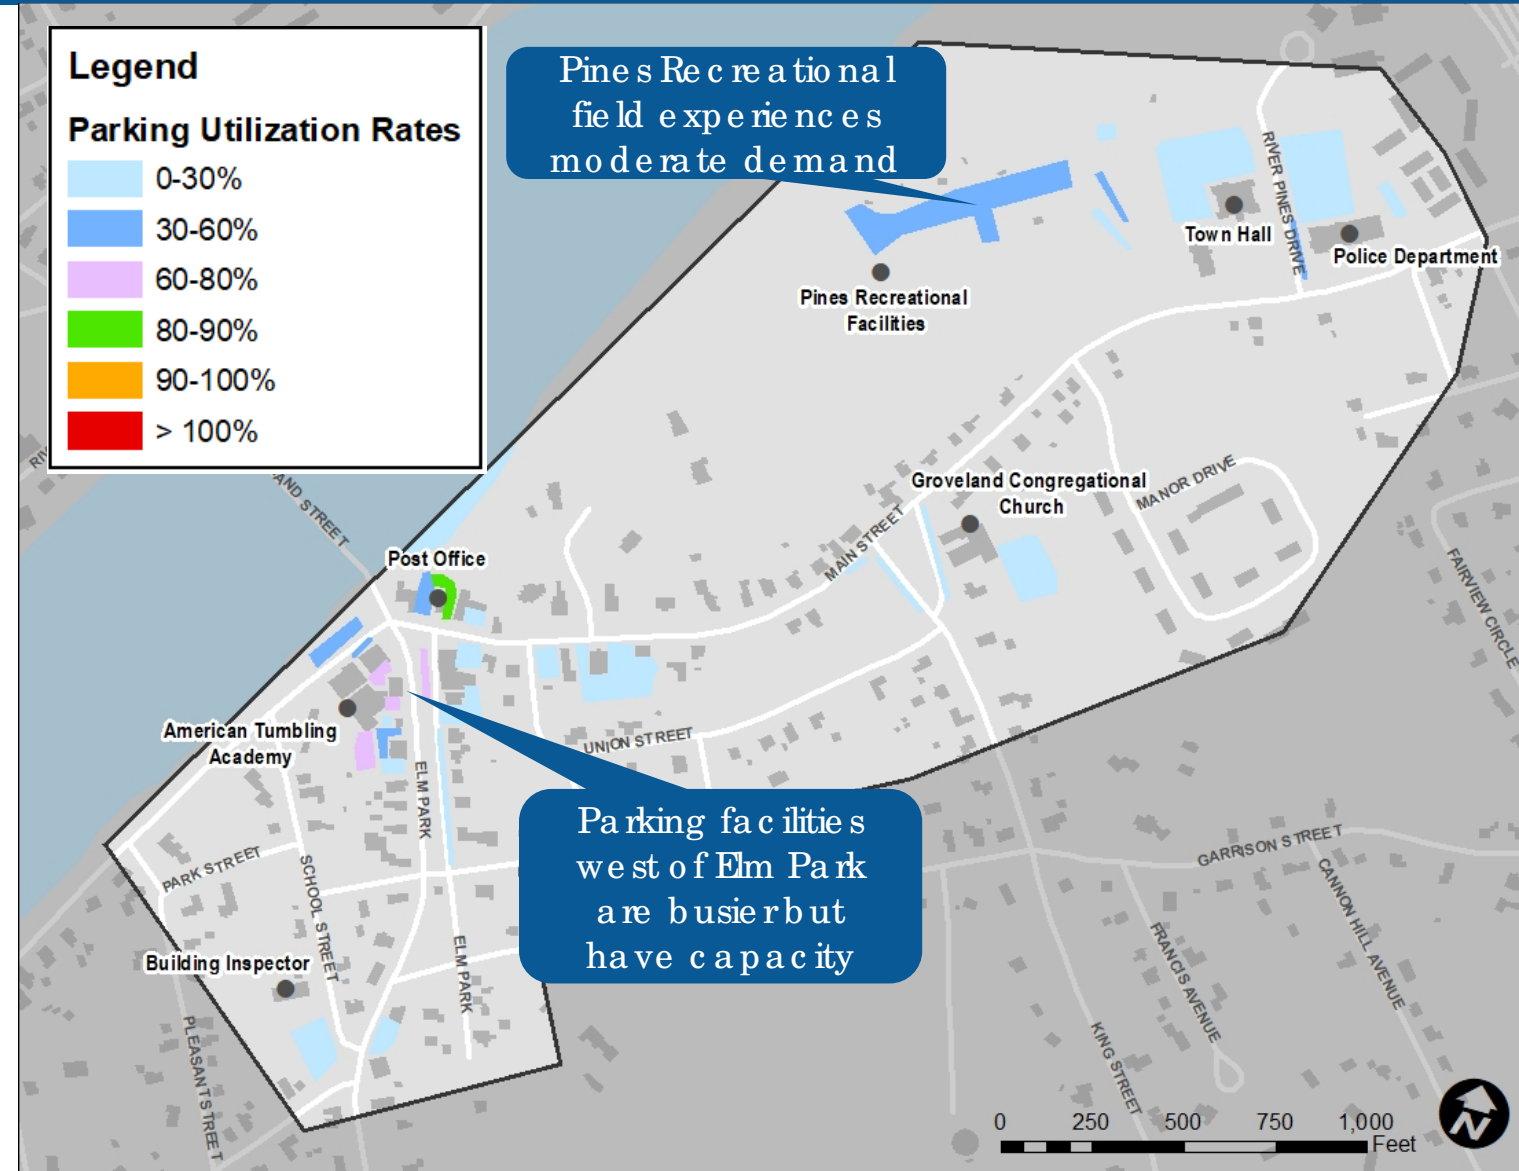 Legend
Parking Utilization Rates
0-30%
30-60%
60-80%
80-90%
90-100%
> 100%
Pines Recreational
field experiences
moderate demand
RIVER PINES DRIVE
Town Hall
Police Department
Pines Recreational
Facilities
Groveland Congregational
Church
MANOR DRIVE
MAIN STREET
FAIRVIEW CIRCLE
AND STREET
Post Office
American Tumbling
Academy
UNION STREET
ELM PARK
Parking facilities
west of Elm Park
are busier but
have capacity
PARK STREET
SCHOOL STREET
ELM PARK
Building Inspector
PLEASANT STREET
GARRISON STREET
CANNON HILL AVENUE
FRANCIS AVENUE
KING STREET
0 250 500 750 1,000
Feet
N